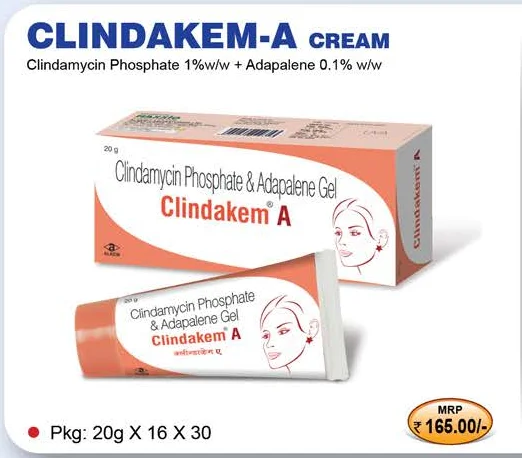 CLINDAKEM-A CREAM
Clindamycin Phosphate 1%w/w + Adapalene 0.1% w/w
20 g
Clindamycin Phosphate & Adapalene Gel
Clindakem® A
ALKEM
Clindakem A
20 g
Clindamycin Phosphate
& Adapalene Gel
Clindakem® A
क्लीन्डाकेम ए
Pkg: 20g X 16 X 30
MRP
₹ 165.00/-